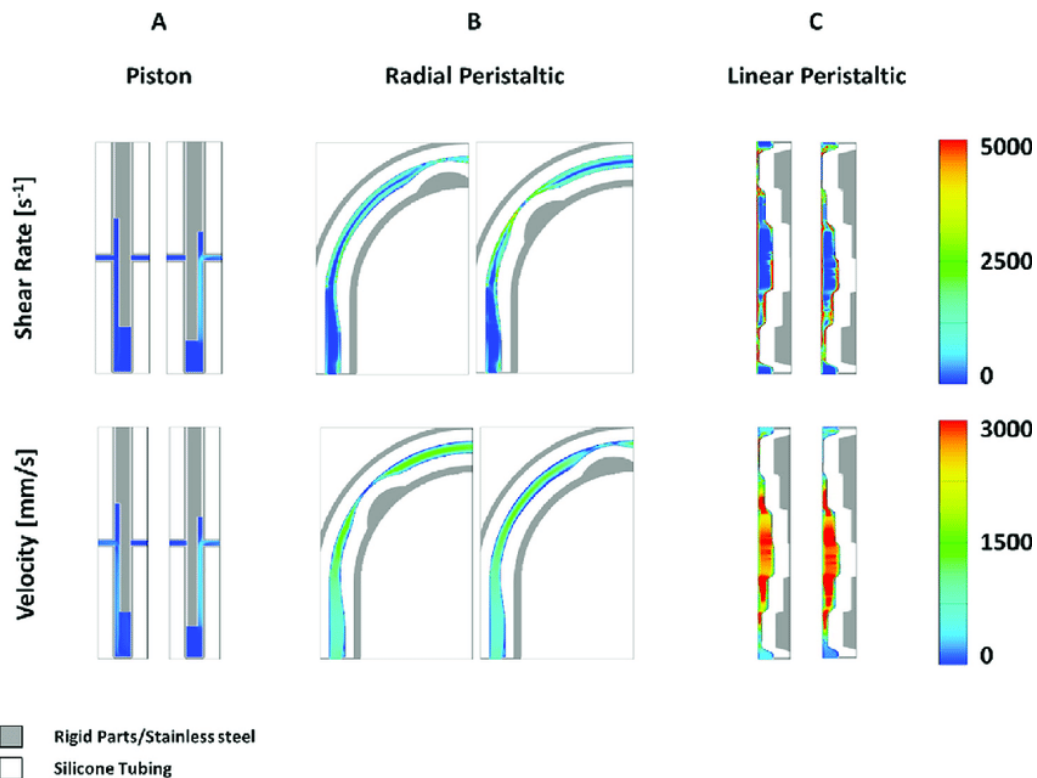 A
B
C
Piston
Radial Peristaltic
Linear Peristaltic
Shear Rate [s⁻¹]
5000
2500
0
Velocity [mm/s]
3000
1500
0
Rigid Parts/Stainless steel
Silicone Tubing